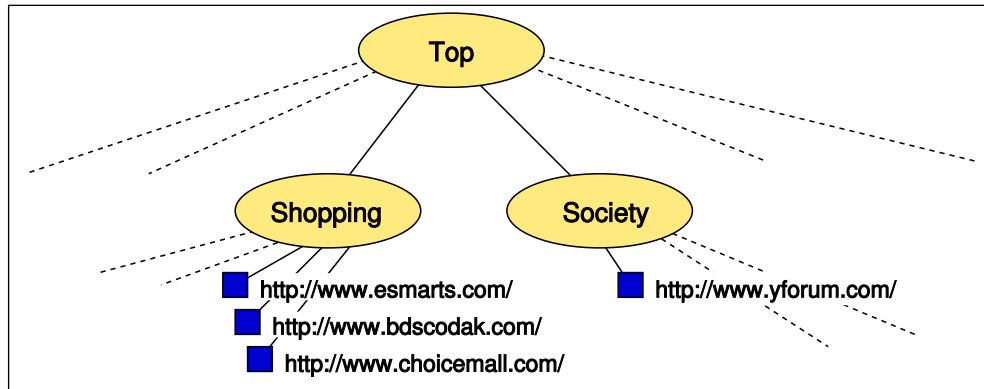 Top
Shopping
Society
http://www.esmarts.com/
http://www.yforum.com/
http://www.bdscodak.com/
http://www.choicemall.com/